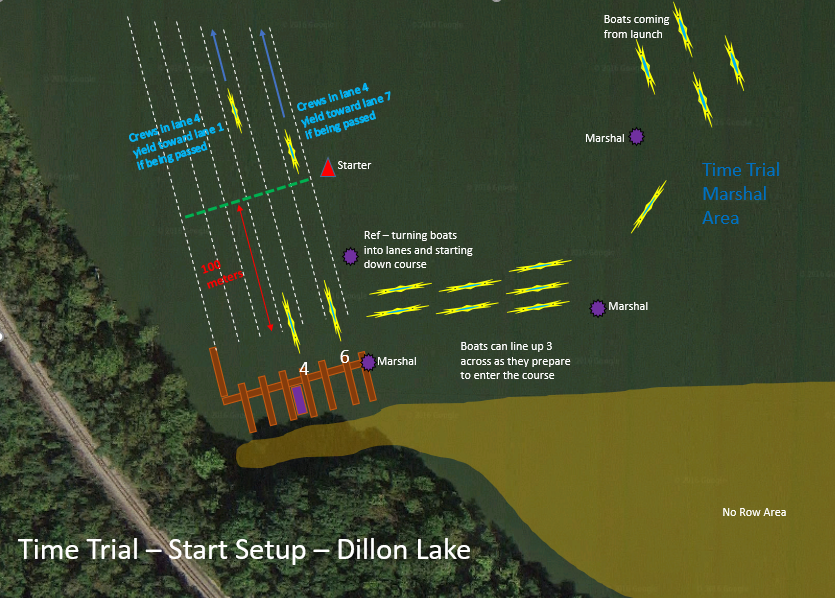 Boats coming
from launch
Crews in lane 4
yield toward lane 7
if being passed
Crews in lane 4
yield toward lane 1
if being passed
Marshal
Starter
Time Trial
Marshal
Area
Ref – turning boats
into lanes and starting
down course
100
meters
Marshal
Boats can line up 3
across as they prepare
to enter the course
6
4
Marshal
No Row Area
Time Trial – Start Setup – Dillon Lake